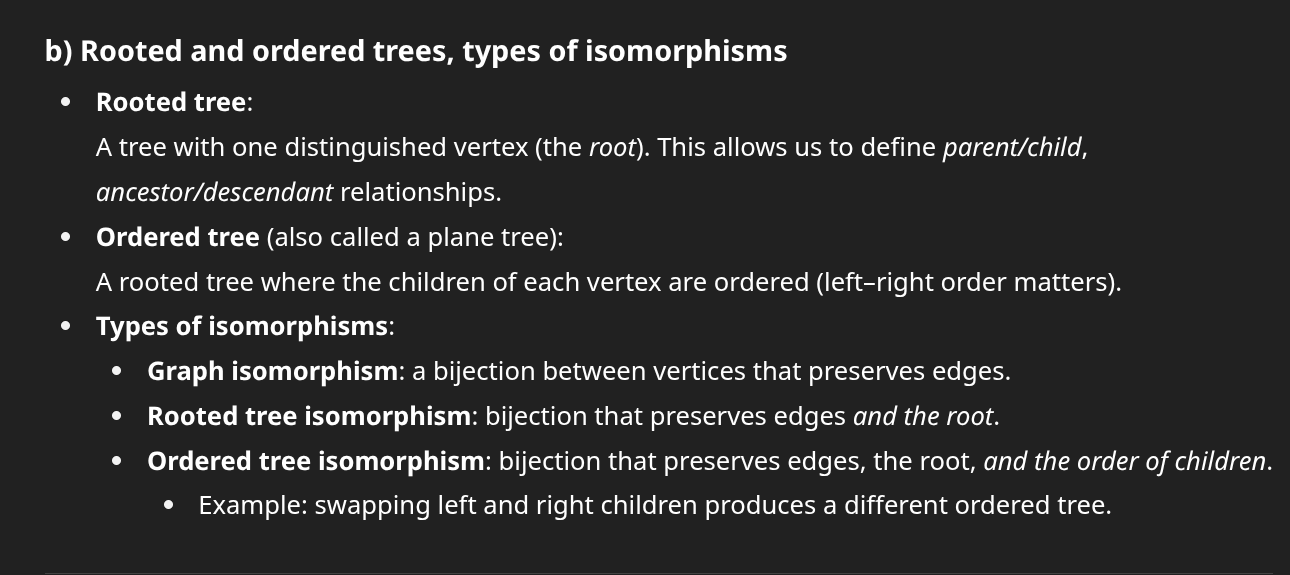 b) Rooted and ordered trees, types of isomorphisms
• Rooted tree:
A tree with one distinguished vertex (the root). This allows us to define parent/child,
ancestor/descendant relationships.
• Ordered tree (also called a plane tree):
A rooted tree where the children of each vertex are ordered (left–right order matters).
• Types of isomorphisms:
• Graph isomorphism: a bijection between vertices that preserves edges.
• Rooted tree isomorphism: bijection that preserves edges and the root.
• Ordered tree isomorphism: bijection that preserves edges, the root, and the order of children.
• Example: swapping left and right children produces a different ordered tree.